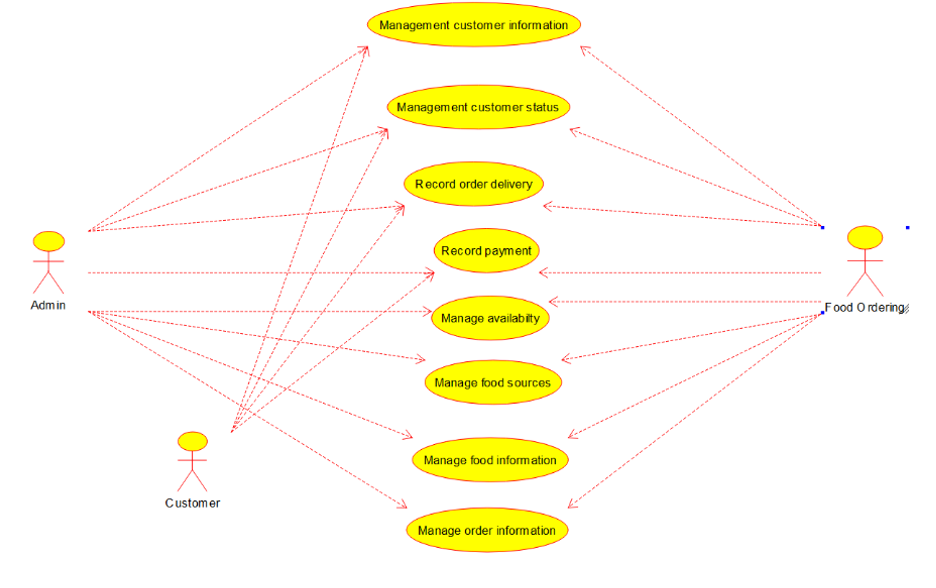 Management customer information
Management customer status
Record order delivery
Record payment
Manage availabilty
Manage food sources
Manage food information
Manage order information
Admin
Customer
Food Ordering